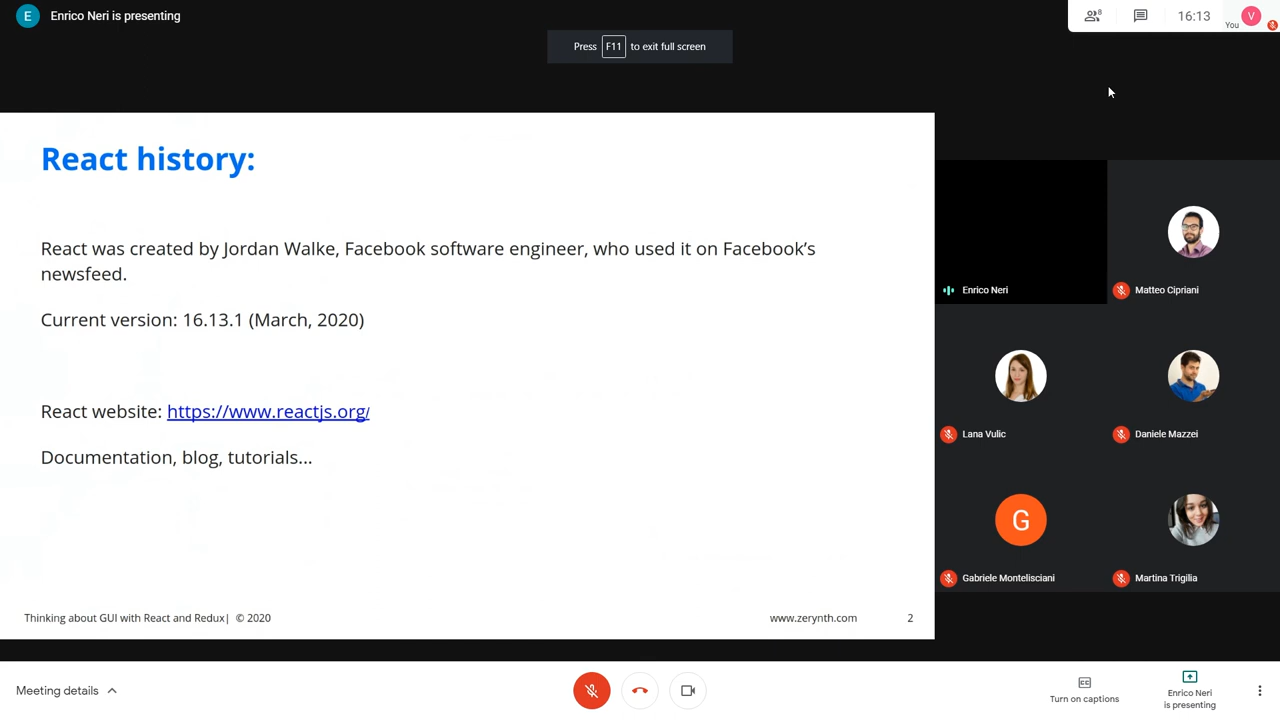 E Enrico Neri is presenting
8 16:13 You V
Press F11 to exit full screen
React history:
React was created by Jordan Walke, Facebook software engineer, who used it on Facebook’s
newsfeed.
Current version: 16.13.1 (March, 2020)
React website: https://www.reactjs.org/
Documentation, blog, tutorials...
Thinking about GUI with React and Redux| © 2020 www.zerynth.com 2
Enrico Neri
Matteo Cipriani
Lana Vulic
Daniele Mazzei
G
Gabriele Montelisciani
Martina Trigilia
Meeting details
CC
Turn on captions
Enrico Neri
is presenting